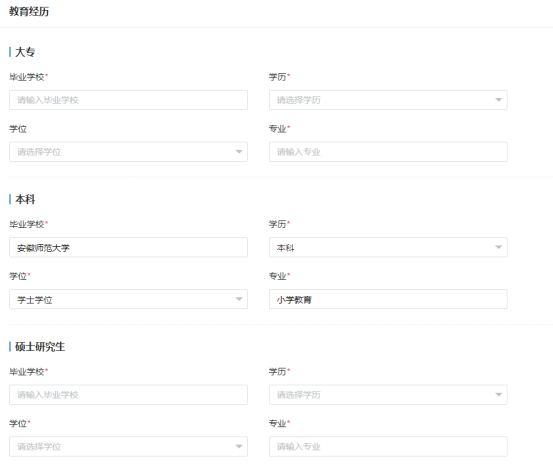 教育经历
大专
毕业学校* 学历*
请输入毕业学校 请选择学历
学位 专业*
请选择学位 请输入专业
本科
毕业学校* 学历*
安徽师范大学 本科
学位* 专业*
学士学位 小学教育
硕士研究生
毕业学校* 学历*
请输入毕业学校 请选择学历
学位* 专业*
请选择学位 请输入专业